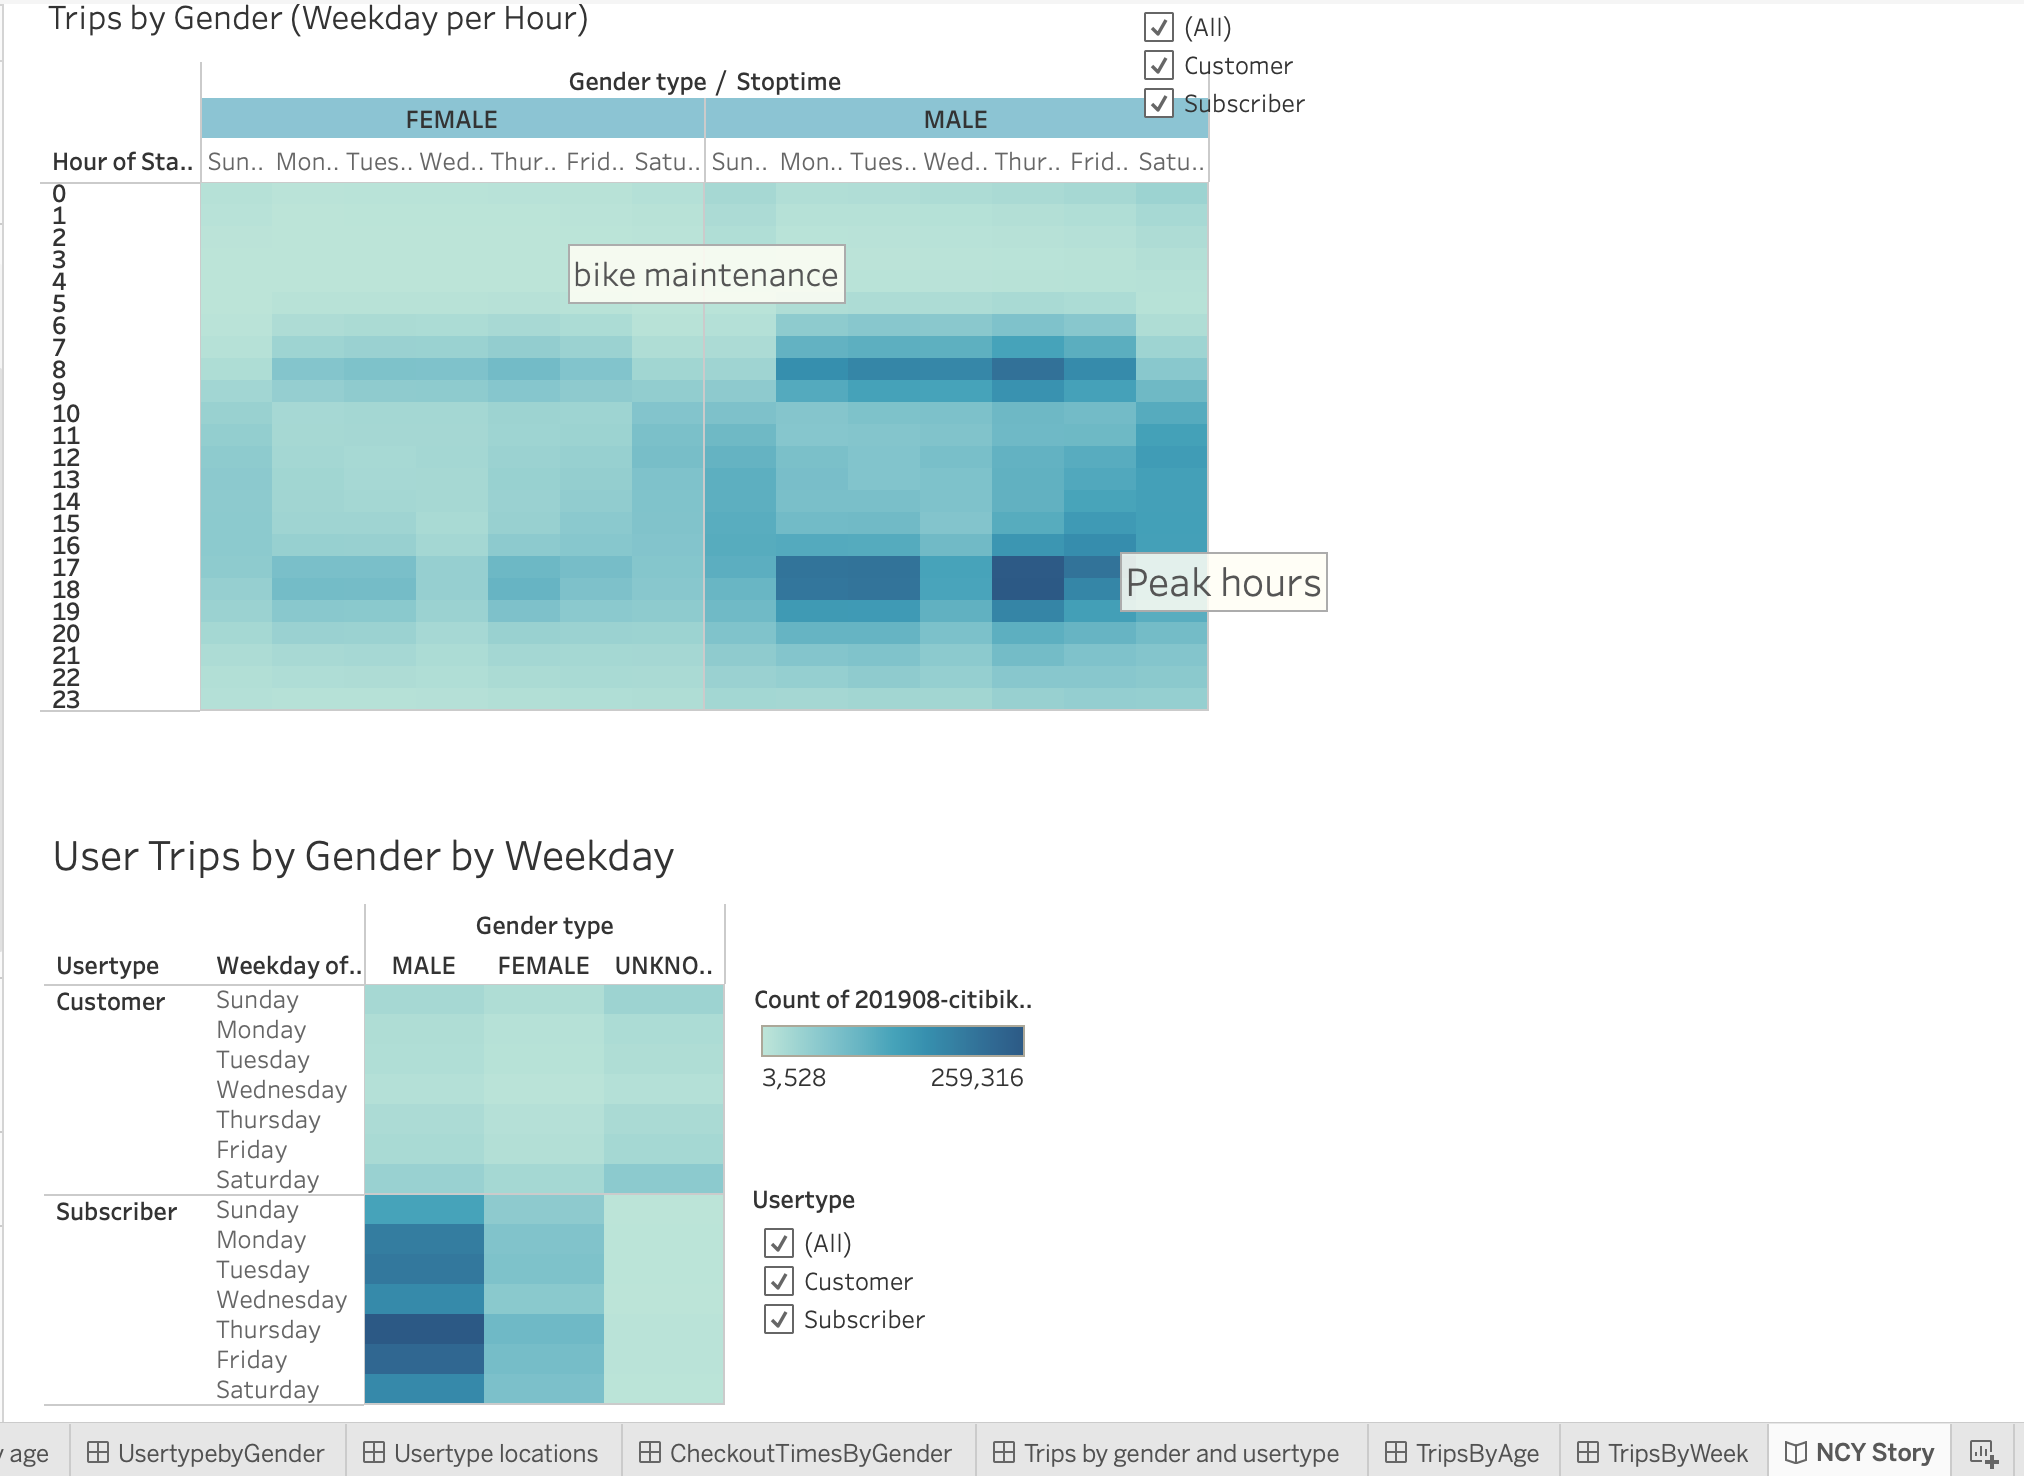 Trips by Gender (Weekday per Hour)
(All)
Customer
Subscriber
Gender type / Stoptime
FEMALE MALE
Hour of Sta.. Sun.. Mon.. Tues.. Wed.. Thur.. Frid.. Satu.. Sun.. Mon.. Tues.. Wed.. Thur.. Frid.. Satu..
0
1
2
3
bike maintenance
4
5
6
7
8
9
10
11
12
13
14
15
16
17
Peak hours
18
19
20
21
22
23
User Trips by Gender by Weekday
Gender type
Usertype Weekday of.. MALE FEMALE UNKNO..
Customer Sunday
Monday
Tuesday
Wednesday
Thursday
Friday
Saturday
Subscriber Sunday
Monday
Tuesday
Wednesday
Thursday
Friday
Saturday
Count of 201908-citibik..
3,528 259,316
Usertype
(All)
Customer
Subscriber
age UsertypebyGender Usertype locations CheckoutTimesByGender Trips by gender and usertype TripsByAge TripsByWeek NCY Story